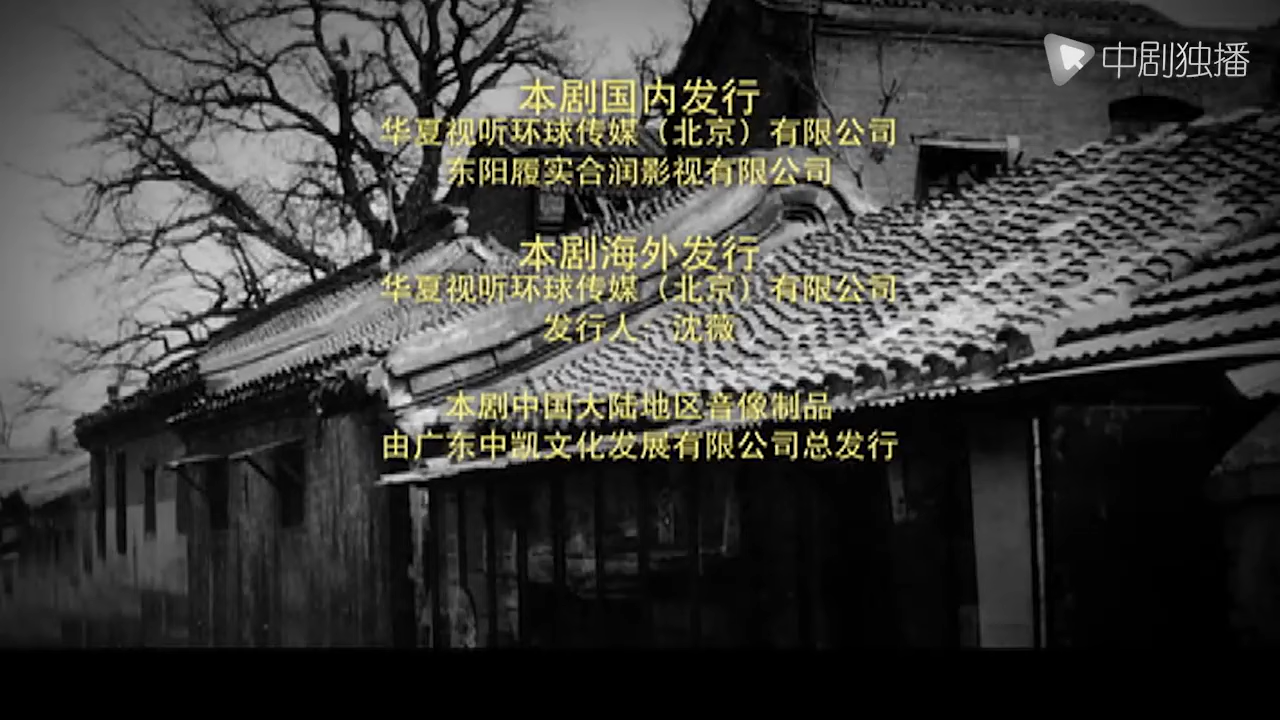 中剧独播
本剧国内发行
华夏视听环球传媒（北京）有限公司
东阳履实合润影视有限公司
本剧海外发行
华夏视听环球传媒（北京）有限公司
发行人 沈薇
本剧中国大陆地区音像制品
由广东中凯文化发展有限公司总发行